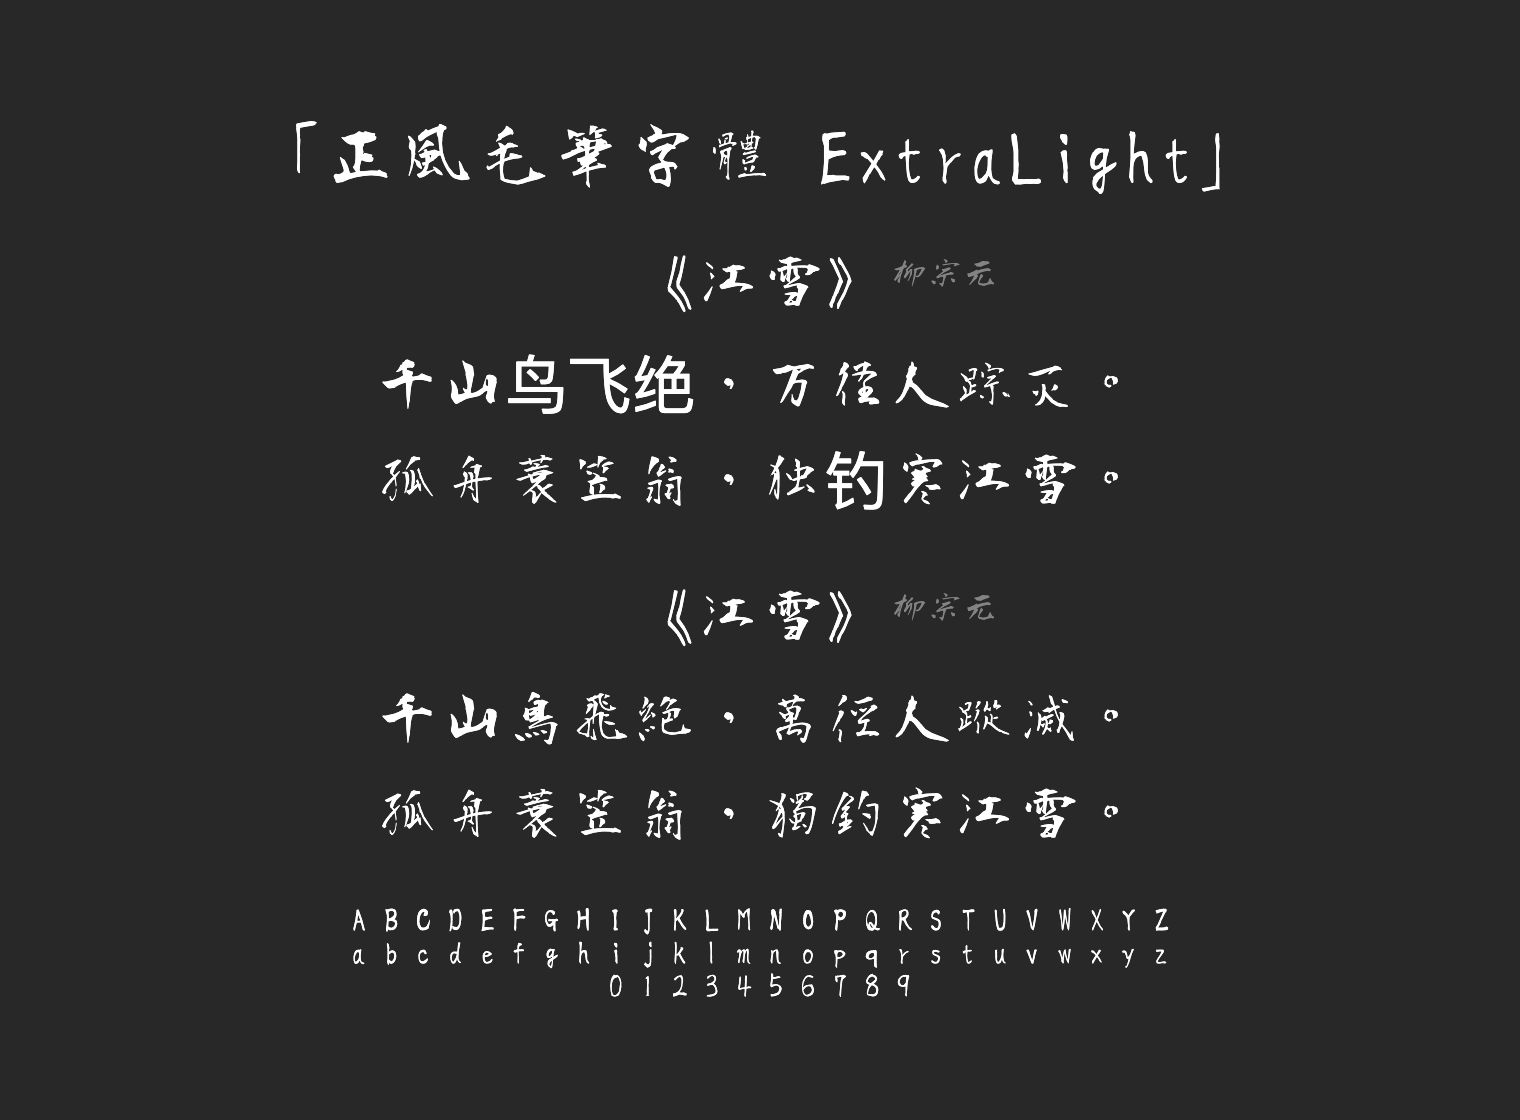 「正風毛筆字體 ExtraLight」
《江雪》 柳宗元
千山鸟飞绝，万径人踪灭。
孤舟蓑笠翁，独钓寒江雪。
《江雪》 柳宗元
千山鳥飛絕，萬徑人蹤滅。
孤舟蓑笠翁，獨釣寒江雪。
A B C D E F G H I J K L M N O P Q R S T U V W X Y Z
a b c d e f g h i j k l m n o p q r s t u v w x y z
0 1 2 3 4 5 6 7 8 9